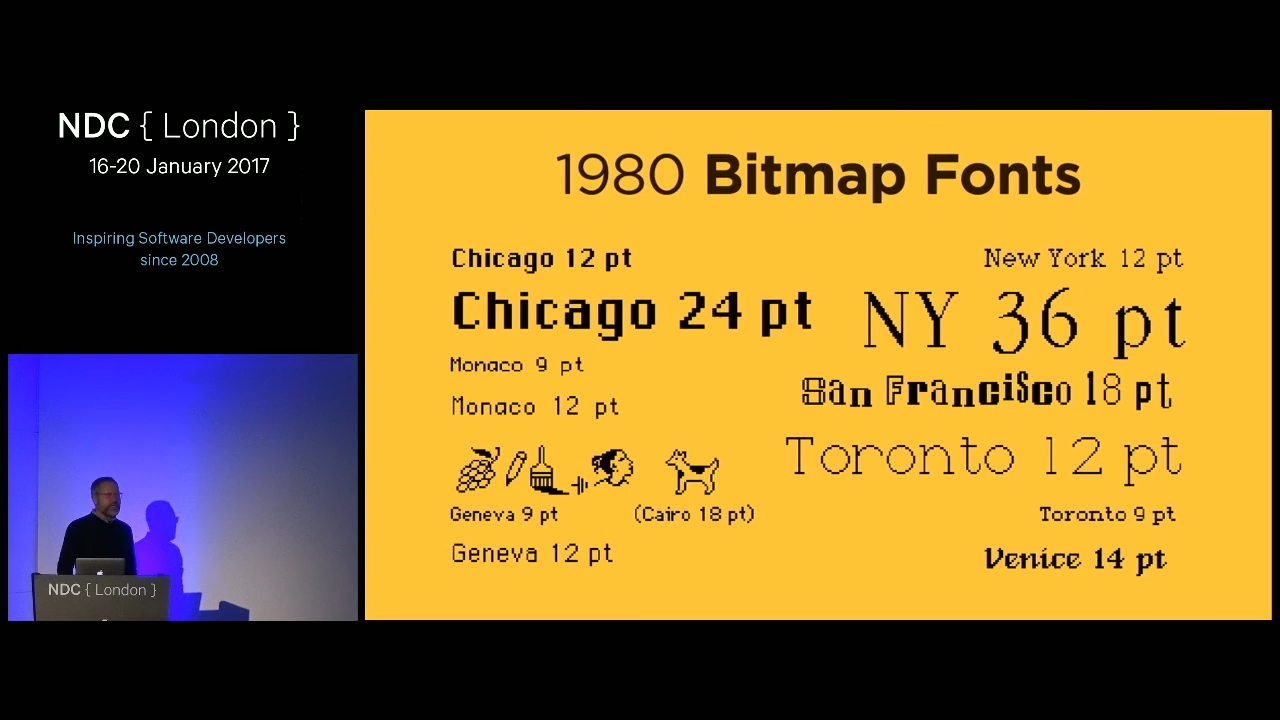 NDC { London }
16-20 January 2017
Inspiring Software Developers
since 2008
NDC { London }
1980 Bitmap Fonts
Chicago 12 pt
Chicago 24 pt
Monaco 9 pt
Monaco 12 pt
Geneva 9 pt
(Cairo 18 pt)
Geneva 12 pt
New York 12 pt
NY 36 pt
San Francisco 18 pt
Toronto 12 pt
Toronto 9 pt
Venice 14 pt